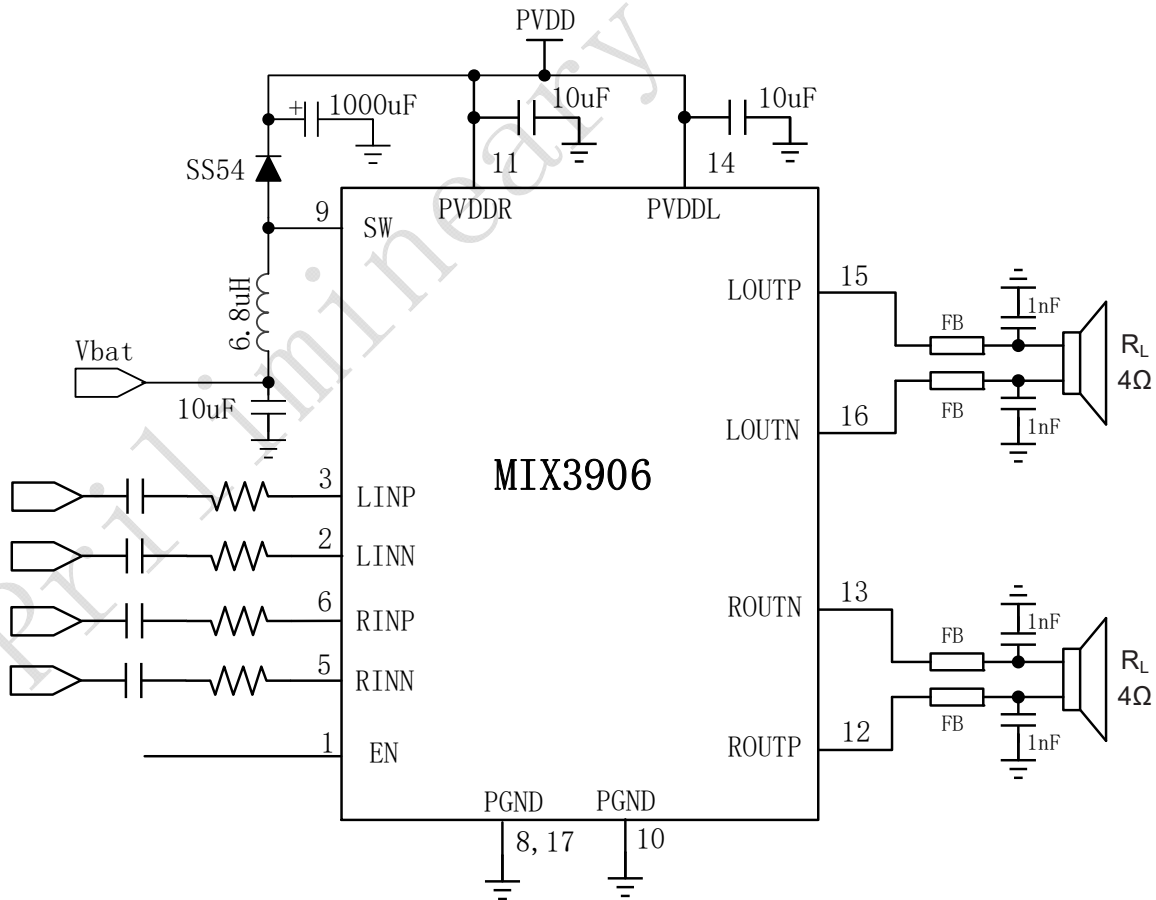 PVDD
1000uF
10uF
10uF
SS54
11
14
9
PVDDR
PVDDL
SW
6.8uH
LOUTP
15
FB
1nF
RL
4Ω
Vbat
10uF
FB
1nF
LOUTN
16
MIX3906
3
LINP
2
LINN
6
RINP
5
RINN
1
EN
ROUTN
13
FB
1nF
RL
4Ω
FB
1nF
ROUTP
12
PGND
PGND
8,17
10
Prilimineary